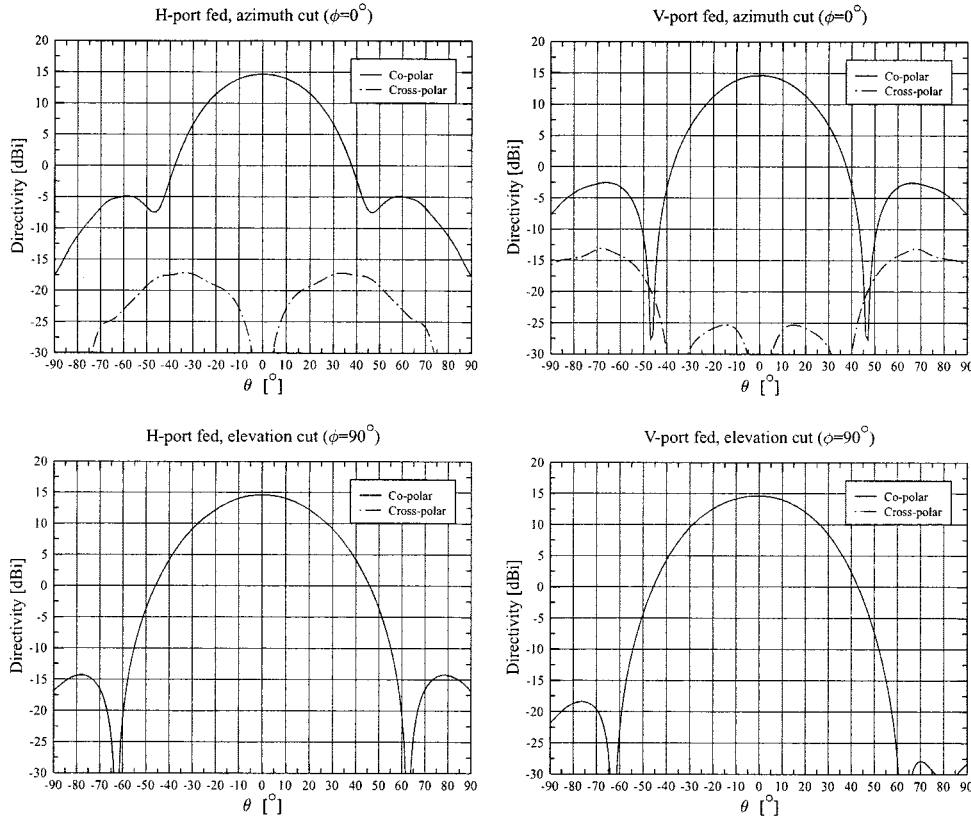 H-port fed, azimuth cut (ϕ=0°)
20
15
10
5
0
-5
-10
-15
-20
-25
-30
Directivity [dBi]
Co-polar
Cross-polar
-90 -80 -70 -60 -50 -40 -30 -20 -10 0 10 20 30 40 50 60 70 80 90
θ [°]
V-port fed, azimuth cut (ϕ=0°)
20
15
10
5
0
-5
-10
-15
-20
-25
-30
Directivity [dBi]
Co-polar
Cross-polar
-90 -80 -70 -60 -50 -40 -30 -20 -10 0 10 20 30 40 50 60 70 80 90
θ [°]
H-port fed, elevation cut (ϕ=90°)
20
15
10
5
0
-5
-10
-15
-20
-25
-30
Directivity [dBi]
Co-polar
Cross-polar
-90 -80 -70 -60 -50 -40 -30 -20 -10 0 10 20 30 40 50 60 70 80 90
θ [°]
V-port fed, elevation cut (ϕ=90°)
20
15
10
5
0
-5
-10
-15
-20
-25
-30
Directivity [dBi]
Co-polar
Cross-polar
-90 -80 -70 -60 -50 -40 -30 -20 -10 0 10 20 30 40 50 60 70 80 90
θ [°]